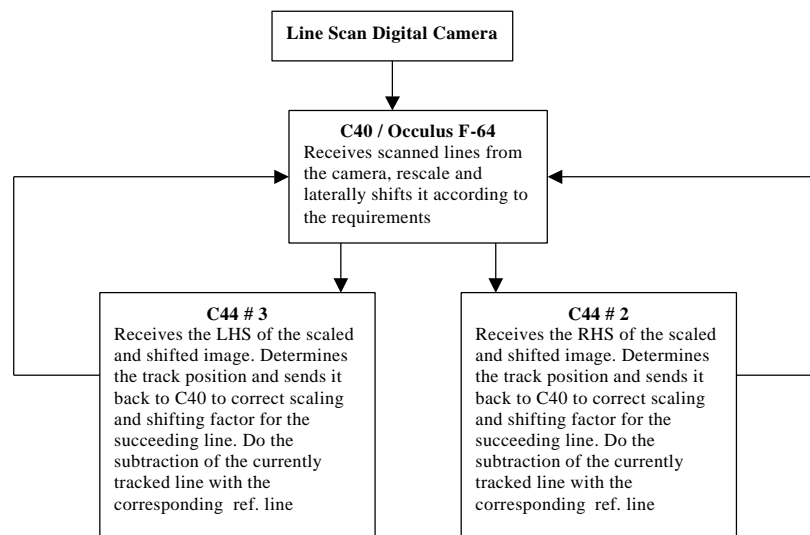 Line Scan Digital Camera
C40 / Occulus F-64
Receives scanned lines from
the camera, rescale and
laterally shifts it according to
the requirements
C44 # 3
Receives the LHS of the scaled
and shifted image. Determines
the track position and sends it
back to C40 to correct scaling
and shifting factor for the
succeeding line. Do the
subtraction of the currently
tracked line with the
corresponding ref. line
C44 # 2
Receives the RHS of the scaled
and shifted image. Determines
the track position and sends it
back to C40 to correct scaling
and shifting factor for the
succeeding line. Do the
subtraction of the currently
tracked line with the
corresponding ref. line